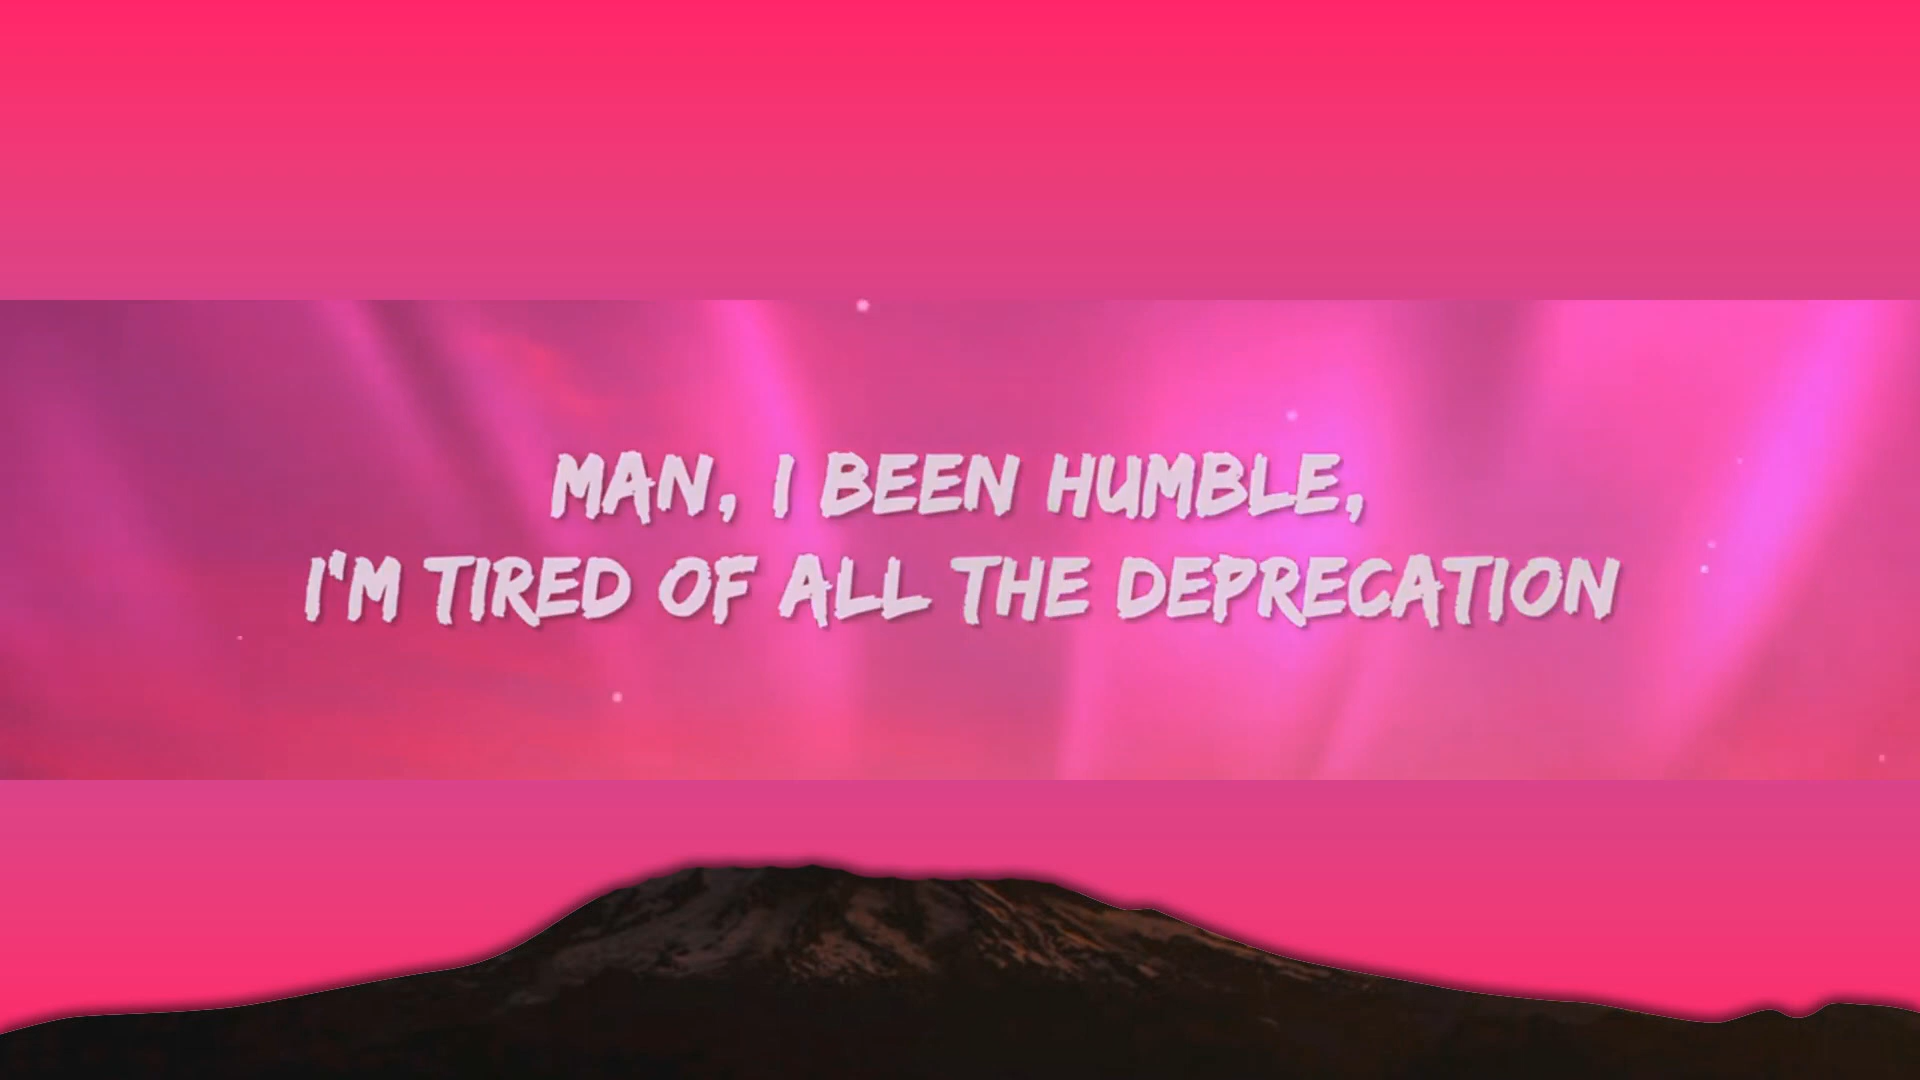 MAN, I BEEN HUMBLE,
I'M TIRED OF ALL THE DEPRECATION